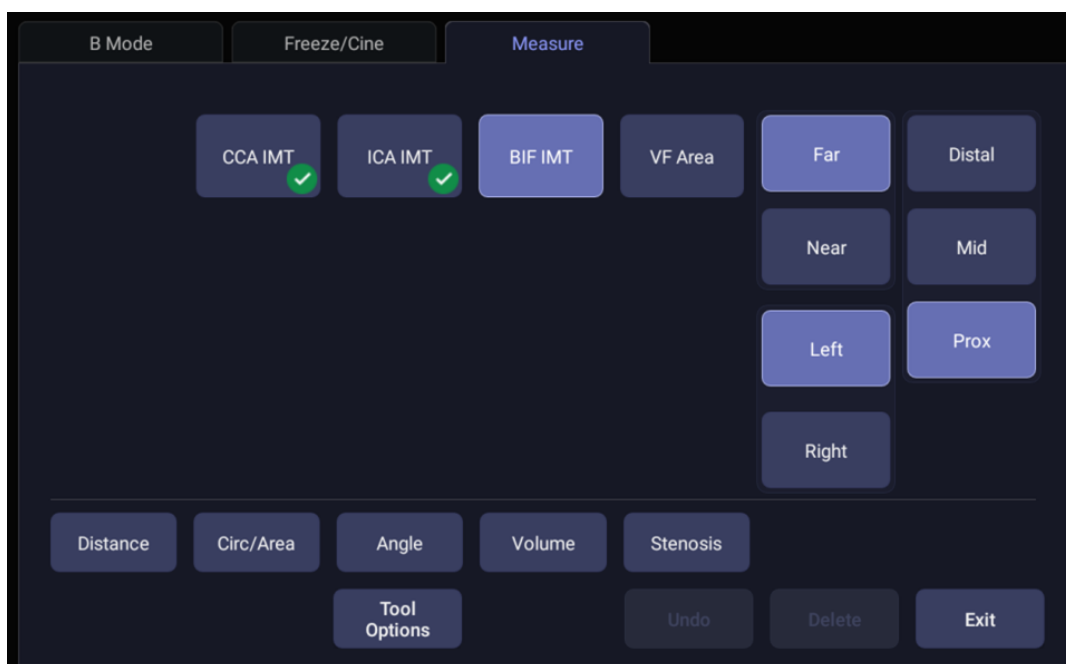 B Mode Freeze/Cine Measure
CCA IMT ICA IMT BIF IMT VF Area Far Distal
Near Mid
Left Prox
Right
Distance Circ/Area Angle Volume Stenosis
Tool
Options Undo Delete Exit